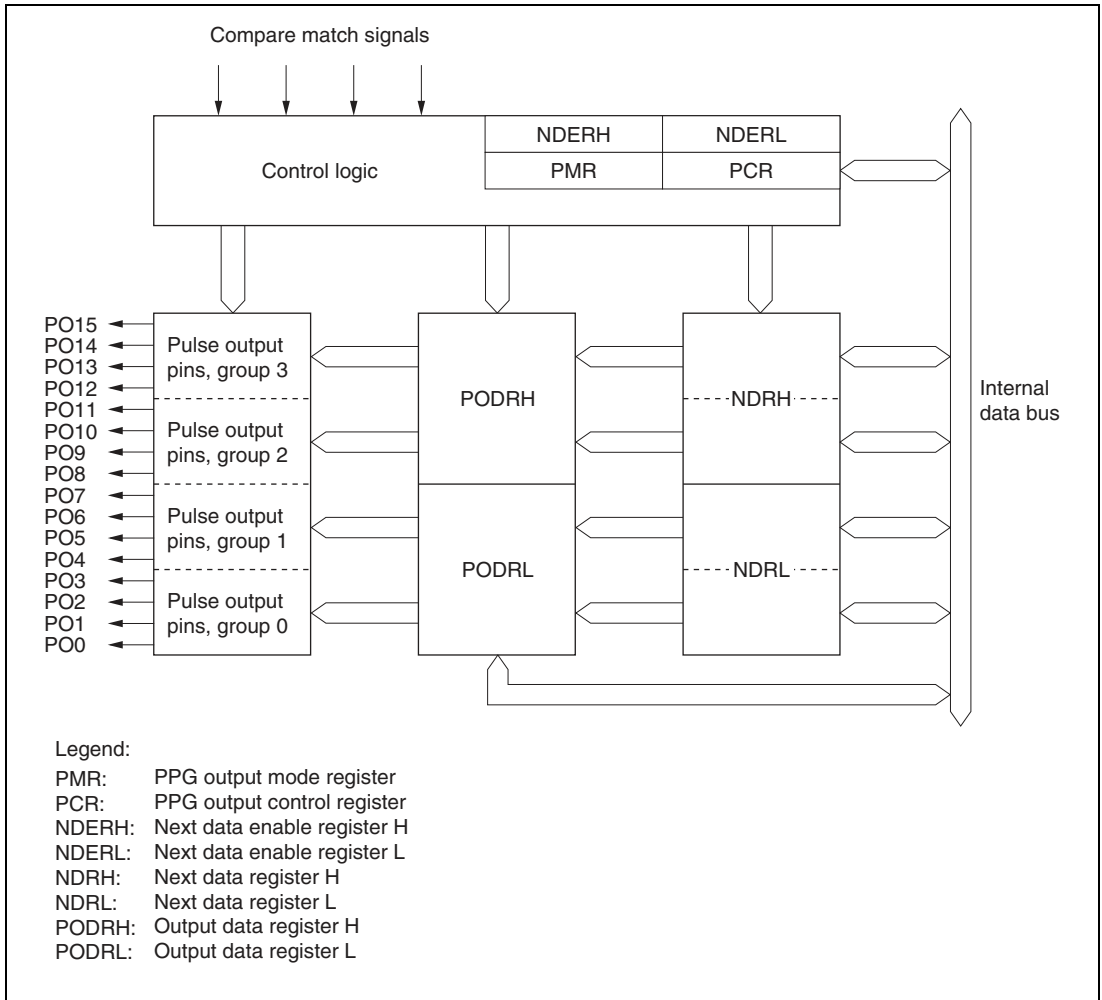 Compare match signals
NDERH NDERL
Control logic PMR PCR
PO15
PO14
PO13
PO12
PO11
PO10
PO9
PO8
PO7
PO6
PO5
PO4
PO3
PO2
PO1
PO0
Pulse output
pins, group 3
Pulse output
pins, group 2
Pulse output
pins, group 1
Pulse output
pins, group 0
PODRH
PODRL
NDRH
NDRL
Internal
data bus
Legend:
PMR: PPG output mode register
PCR: PPG output control register
NDERH: Next data enable register H
NDERL: Next data enable register L
NDRH: Next data register H
NDRL: Next data register L
PODRH: Output data register H
PODRL: Output data register L